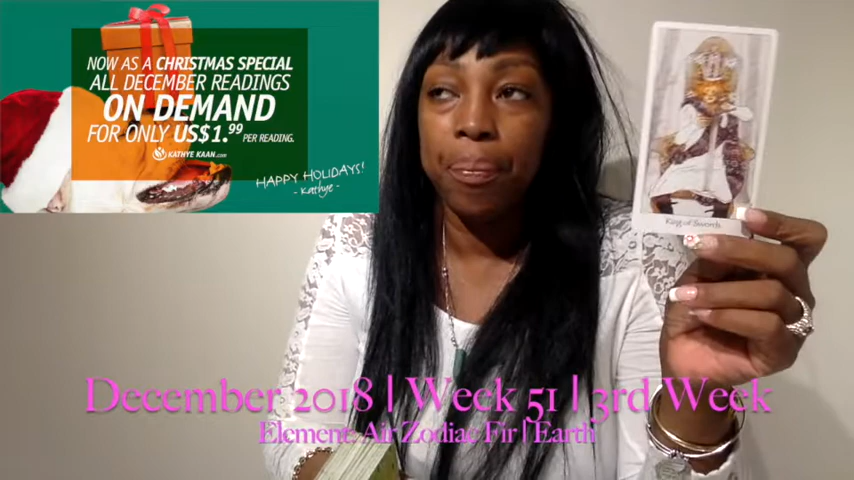 NOW AS A CHRISTMAS SPECIAL
ALL DECEMBER READINGS
ON DEMAND
FOR ONLY US$1.99 PER READING.
KATHYE KAAN.com
HAPPY HOLIDAYS!
- Kathye -
King of Swords
December 2018 | Week 51 | 3rd Week
Element: Air Zodiac Fir | Earth